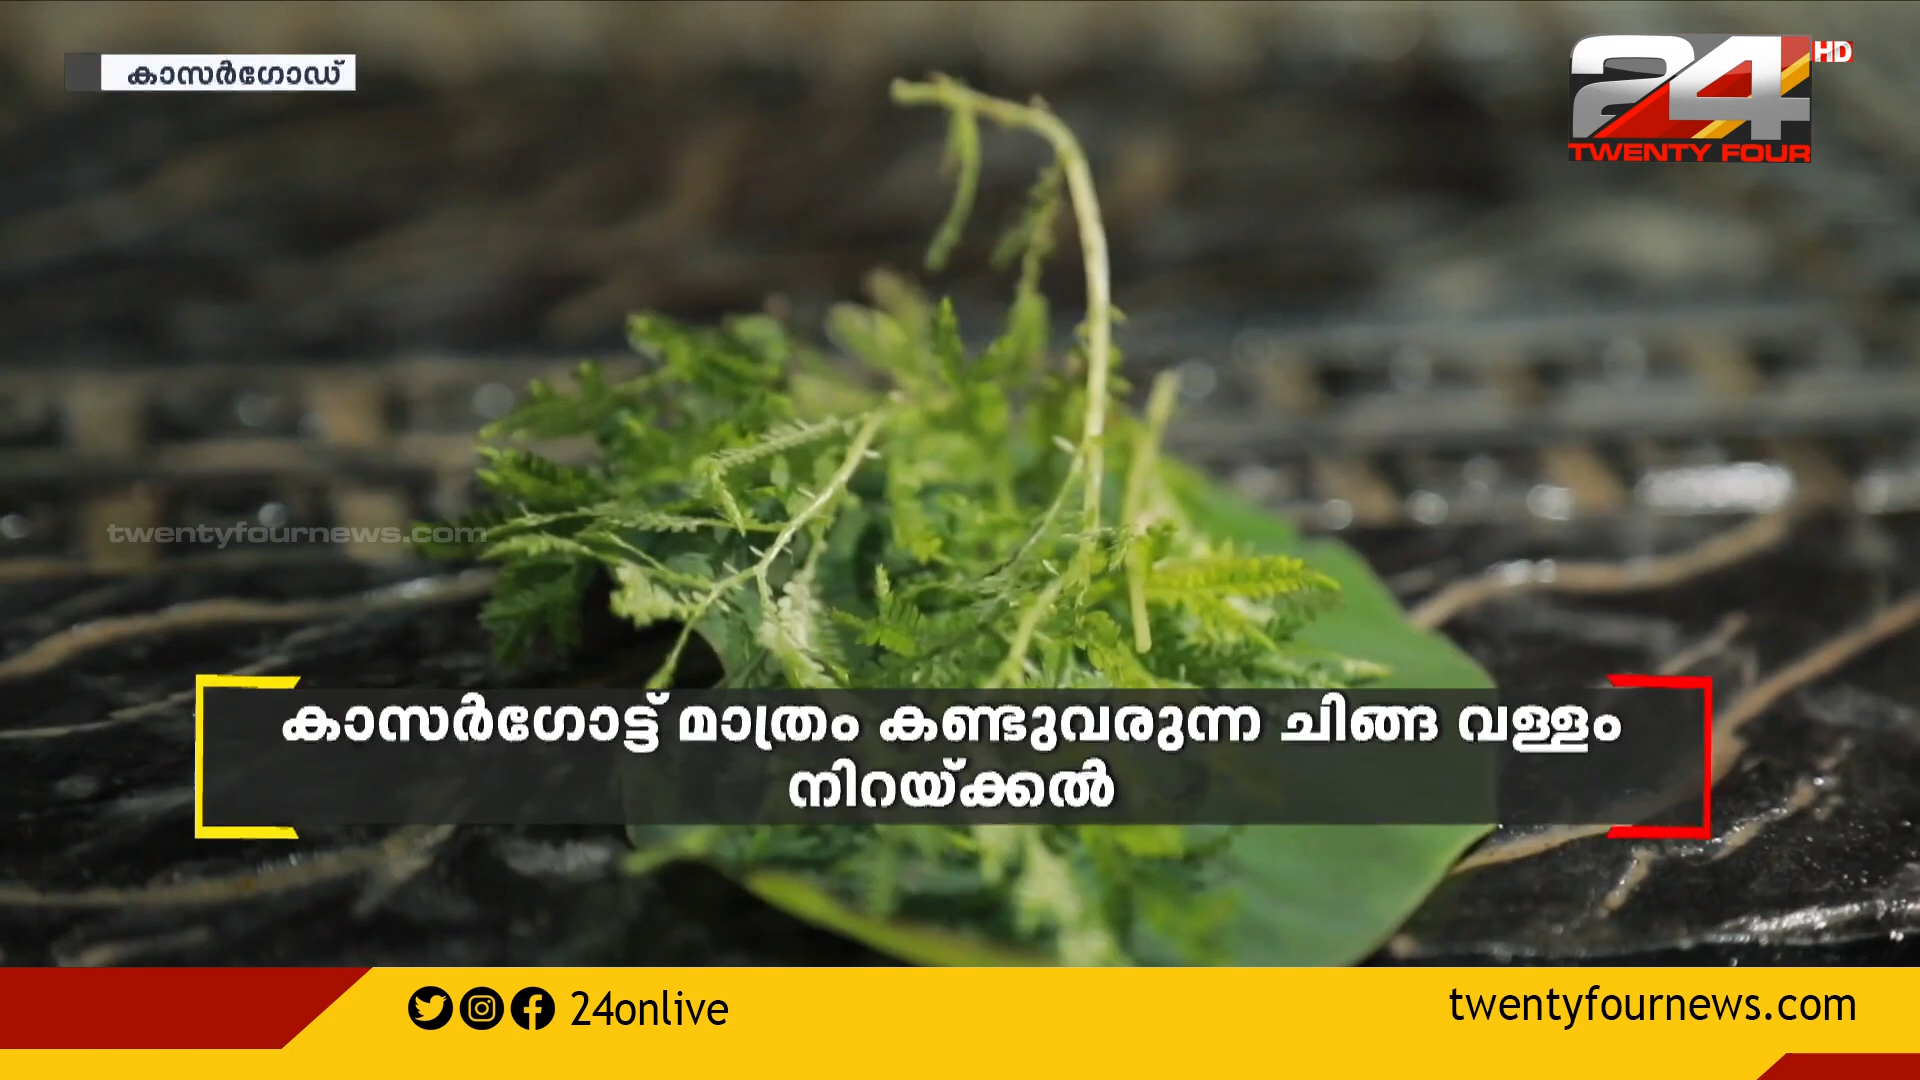 കാസർഗോഡ്
24 HD
TWENTY FOUR
twentyfournews.com
കാസർഗോട്ട് മാത്രം കണ്ടുവരുന്ന ചിങ്ങ വള്ളം
നിറയ്ക്കൽ
24onlive
twentyfournews.com